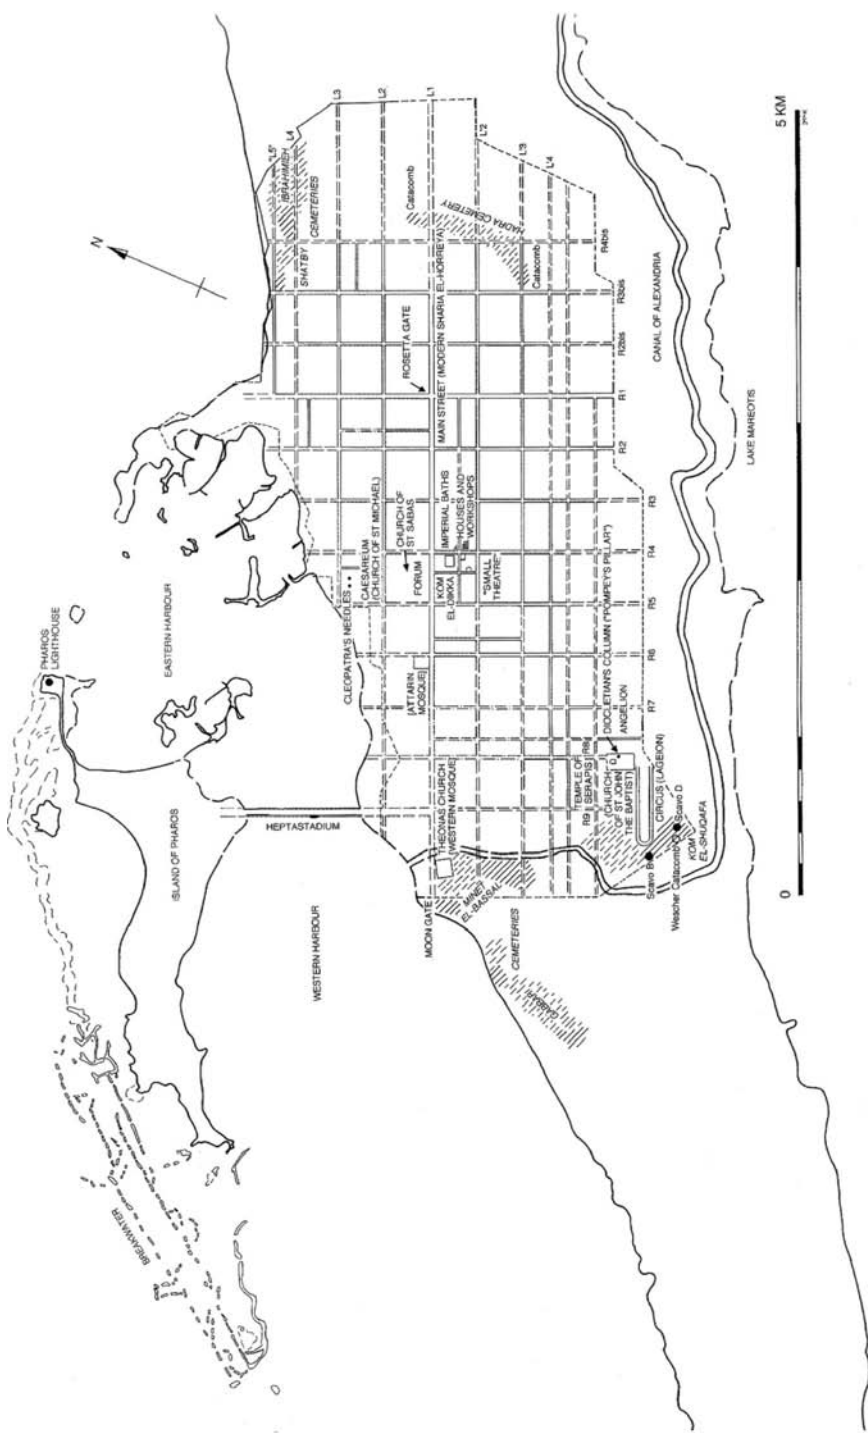 N
PHAROS
LIGHTHOUSE
EASTERN HARBOUR
ISLAND OF PHAROS
BREAKWATER
WESTERN HARBOUR
HEPTASTADIUM
"L5"
L4
L3
L2
L1
L'2
L'3
L'4
IBRAHIMIEH
CEMETERIES
SHATBY
Catacomb
HADRA CEMETERY
Catacomb
ROSETTA GATE
MAIN STREET (MODERN SHARIA EL-HORREYA)
CLEOPATRA'S NEEDLES
CAESAREUM
(CHURCH OF ST MICHAEL)
CHURCH OF
ST SABAS
FORUM
IMPERIAL BATHS
HOUSES AND
WORKSHOPS
KOM
EL-DIKKA
"SMALL
THEATRE"
(ATTARIN
MOSQUE)
THEONAS CHURCH
(WESTERN MOSQUE)
MOON GATE
MINET
EL-BASSAL
CEMETERIES
GABBARI
TEMPLE OF
SERAPIS
(CHURCH
OF ST JOHN
THE BAPTIST)
DIOCLETIAN'S COLUMN ("POMPEY'S PILLAR")
ANGELION
CIRCUS (LAGEION)
Scavo B
Scavo D
Wescher Catacomb
KOM
EL-SHUQAFA
R9
R8
R7
R6
R5
R4
R3
R2
R1
R2bis
R3bis
R4bis
CANAL OF ALEXANDRIA
LAKE MAREOTIS
0
5 KM